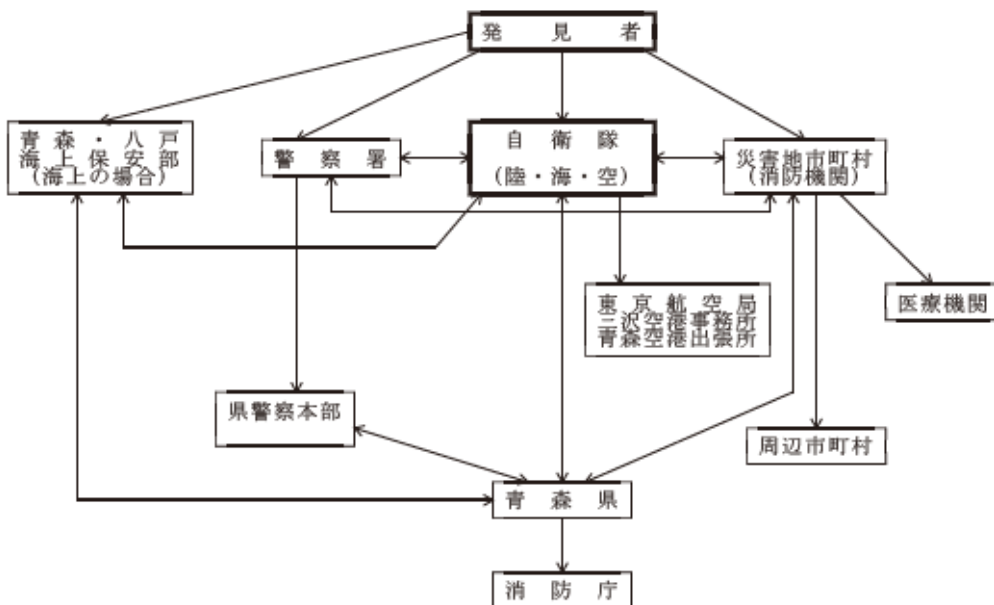 発見者
青森・八戸
海上保安部
(海上の場合)
警察署
自衛隊
(陸・海・空)
災害地市町村
(消防機関)
東京航空局
三沢空港事務所
青森空港出張所
医療機関
県警察本部
周辺市町村
青森県
消防庁